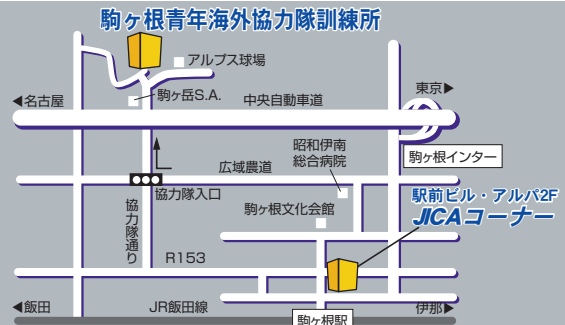 駒ヶ根青年海外協力隊訓練所
アルプス球場
駒ヶ岳S.A.
東京▶
◀名古屋
中央自動車道
昭和伊南
総合病院
駒ヶ根インター
広域農道
協力隊入口
駅前ビル・アルパ2F
JICAコーナー
駒ヶ根文化会館
協力隊通り
R153
◀飯田
JR飯田線
伊那▶
駒ヶ根駅